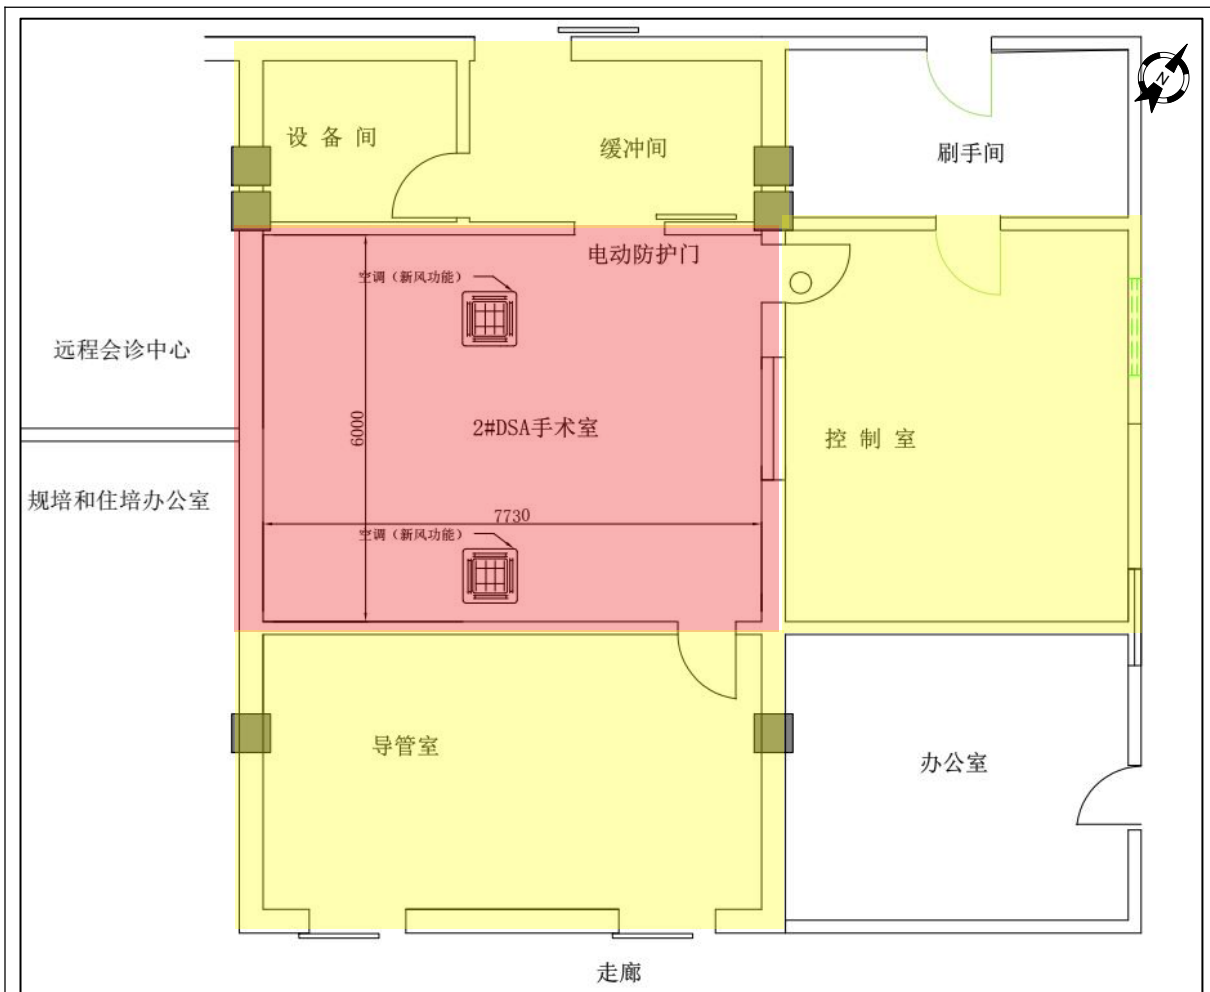 N
设备间
缓冲间
刷手间
电动防护门
空调（新风功能）
远程会诊中心
6000
2#DSA手术室
控制室
规培和住培办公室
7730
空调（新风功能）
导管室
办公室
走廊